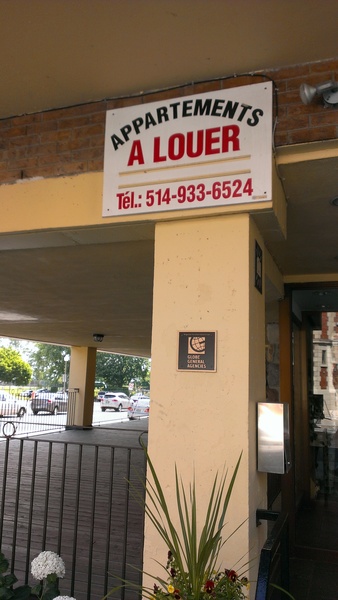 APPARTEMENTS
A LOUER
Tél.: 514-933-6524
GLOBE
GENERAL
AGENCIES